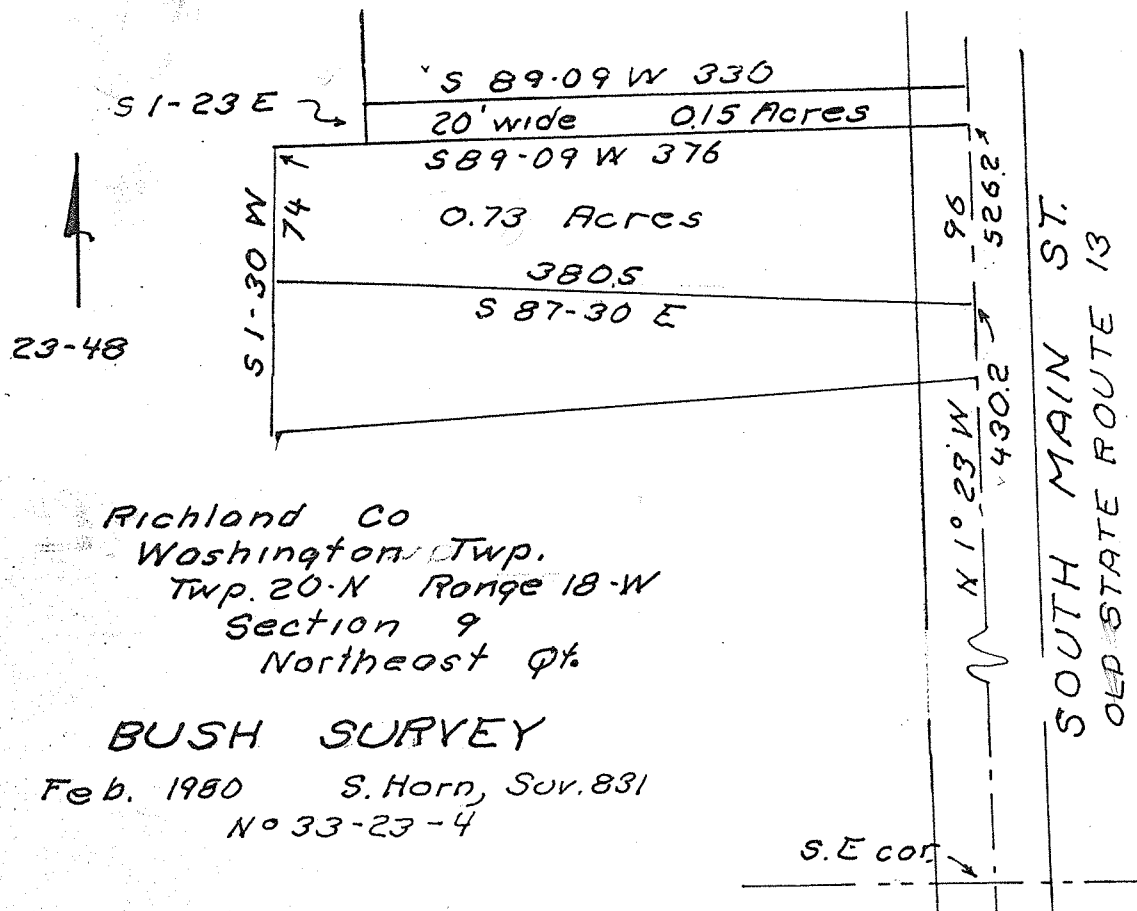 S 89-09 W 330
S 1-23 E
20' wide 0.15 Acres
S 89-09 W 376
S 1-30 W
74
0.73 Acres
96
526.2
380.5
S 87-30 E
23-48
N 1° 23' W
430.2
SOUTH MAIN ST.
OLD STATE ROUTE 13
Richland Co
Washington Twp.
Twp. 20-N Range 18-W
Section 9
Northeast Qt.
BUSH SURVEY
Feb. 1980 S. Horn, Suv. 831
No 33-23-4
S.E cor.